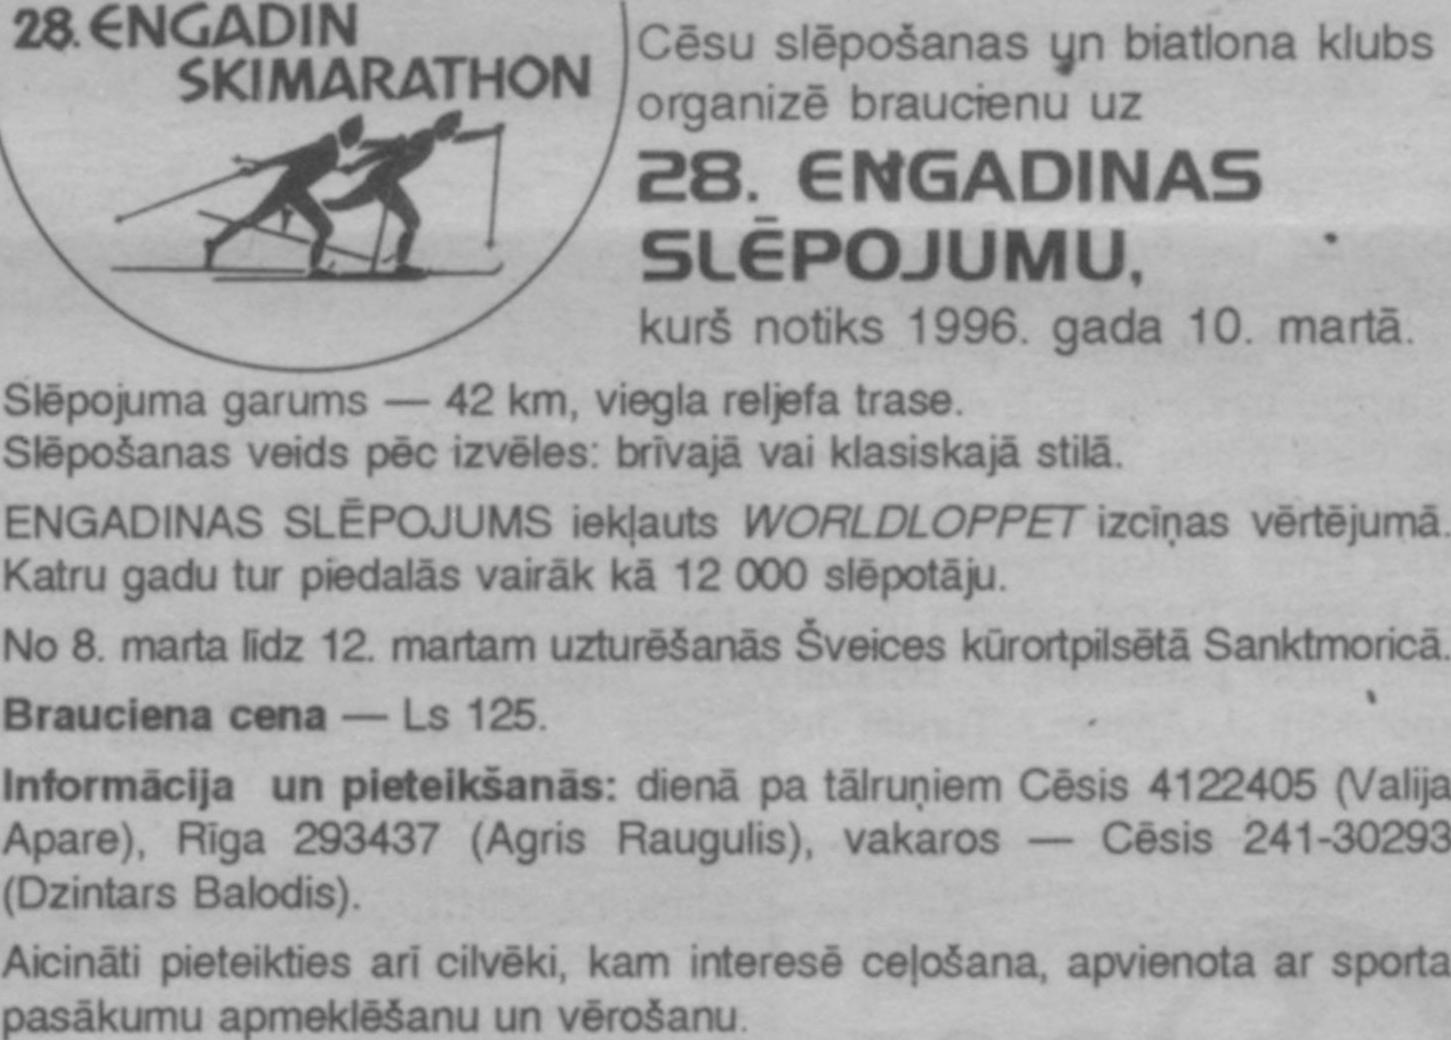 28. ENGADIN
SKIMARATHON
Cēsu slēpošanas un biatlona klubs
organizē braucienu uz
28. ENGADINAS
SLĒPOJUMU,
kurš notiks 1996. gada 10. martā.
Slēpojuma garums — 42 km, viegla reljefa trase.
Slēpošanas veids pēc izvēles: brīvajā vai klasiskajā stilā.
ENGADINAS SLĒPOJUMS iekļauts WORLDLOPPET izcīņas vērtējumā.
Katru gadu tur piedalās vairāk kā 12 000 slēpotāju.
No 8. marta līdz 12. martam uzturēšanās Šveices kūrortpilsētā Sanktmoricā.
Brauciena cena — Ls 125.
Informācija un pieteikšanās: dienā pa tālruņiem Cēsis 4122405 (Valija
Apare), Rīga 293437 (Agris Raugulis), vakaros — Cēsis 241-30293
(Dzintars Balodis).
Aicināti pieteikties arī cilvēki, kam interesē ceļošana, apvienota ar sporta
pasākumu apmeklēšanu un vērošanu.